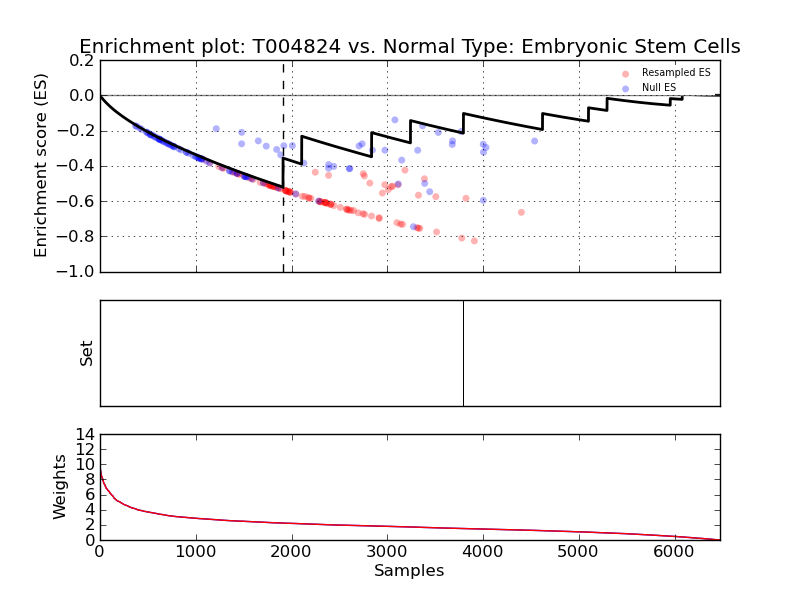 Enrichment plot: T004824 vs. Normal Type: Embryonic Stem Cells
Enrichment score (ES)
0.2
0.0
−0.2
−0.4
−0.6
−0.8
−1.0
Resampled ES
Null ES
Set
Weights
14
12
10
8
6
4
2
0
0 1000 2000 3000 4000 5000 6000
Samples